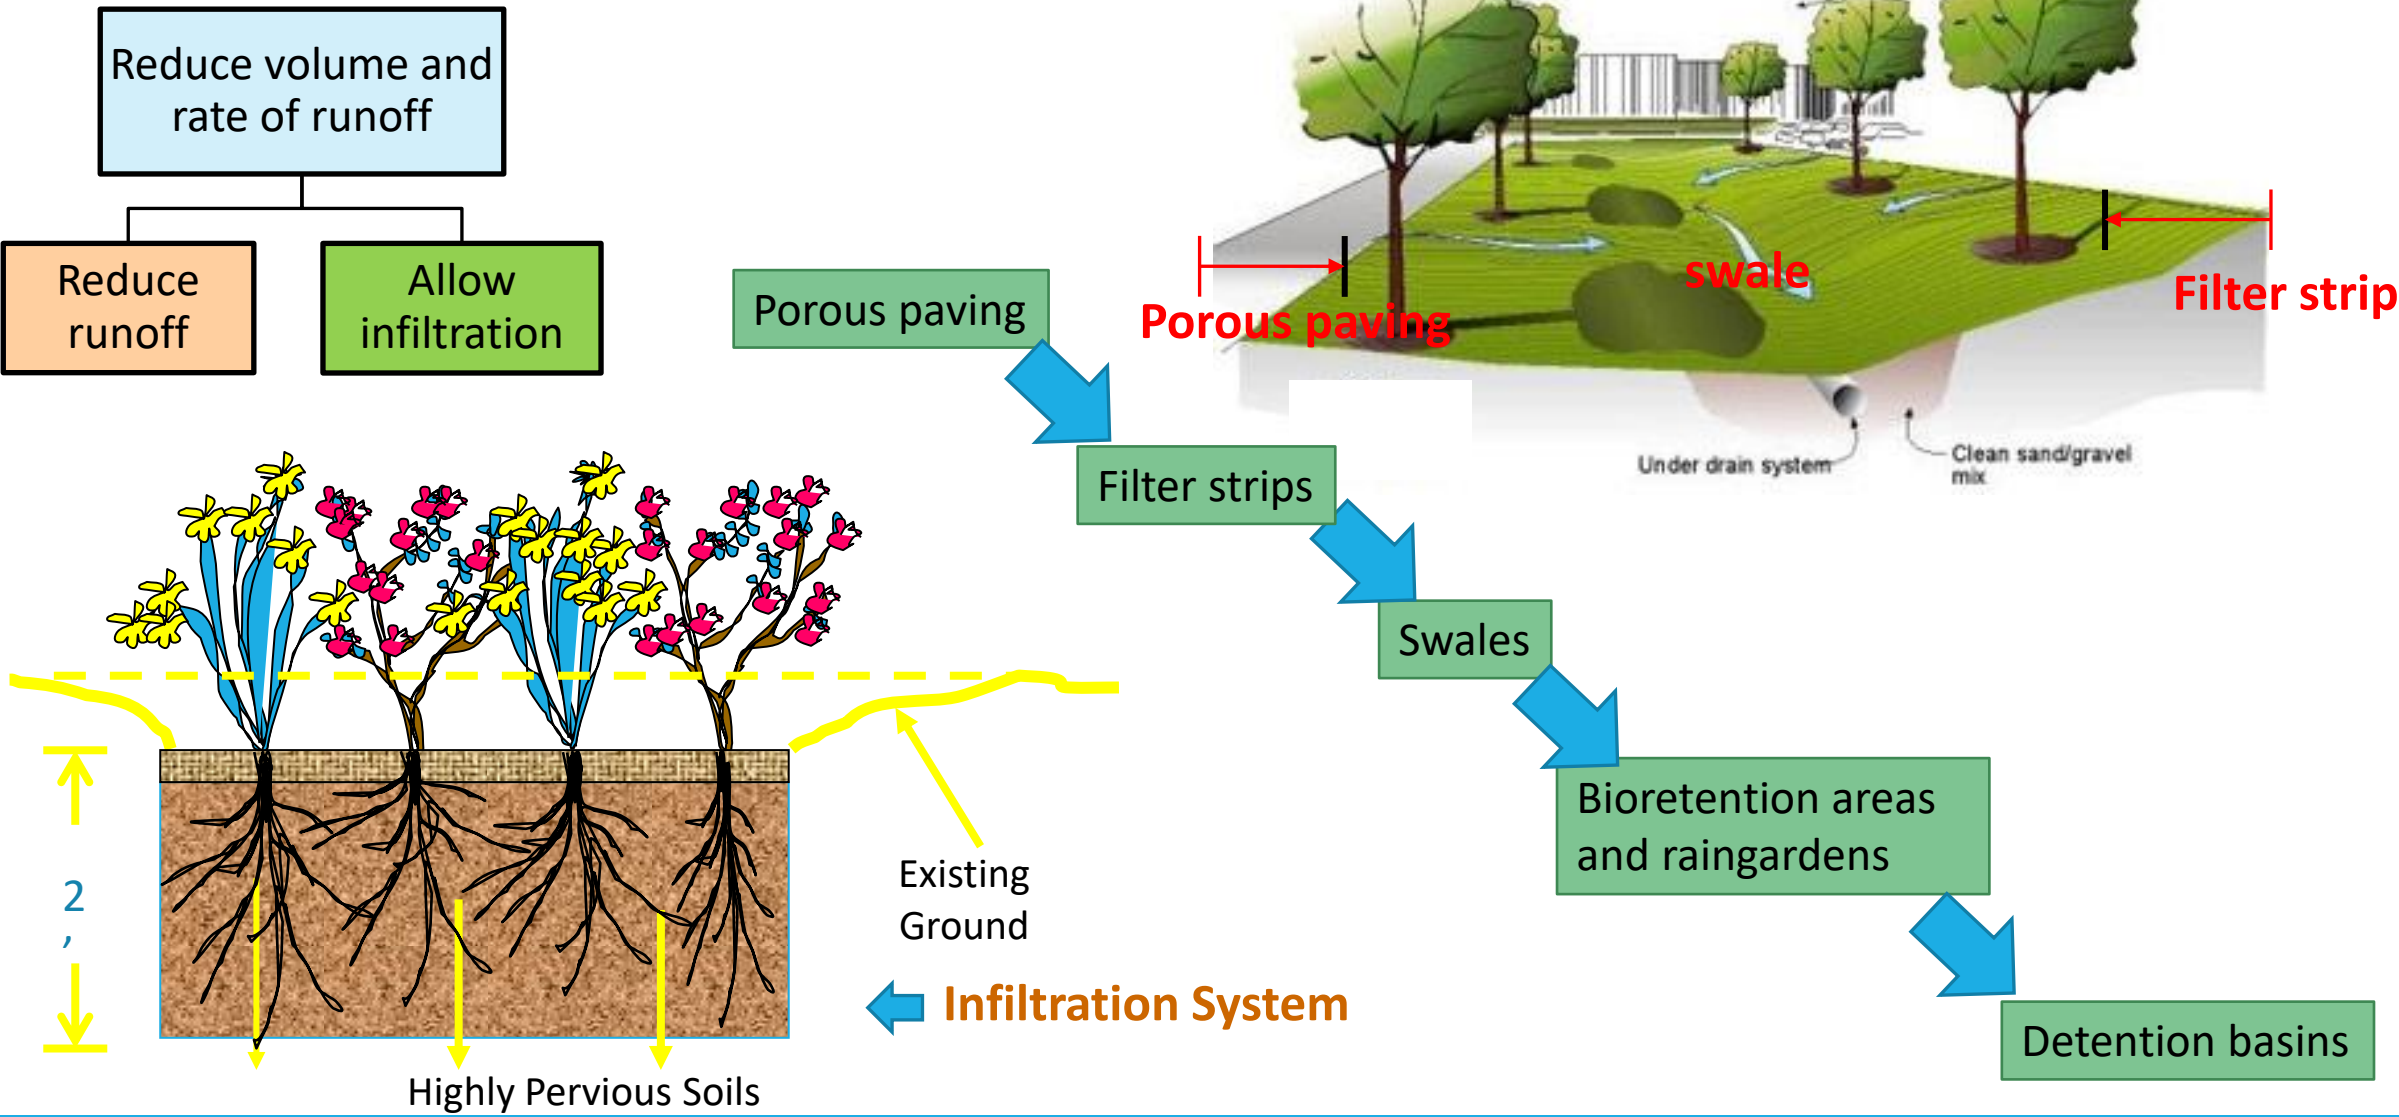 Reduce volume and
rate of runoff
Reduce
runoff
Allow
infiltration
Porous paving
Filter strips
Swales
Bioretention areas
and raingardens
Detention basins
swale
Porous paving
Filter strip
Under drain system
Clean sand/gravel
mix
2
’
Existing
Ground
Infiltration System
Highly Pervious Soils